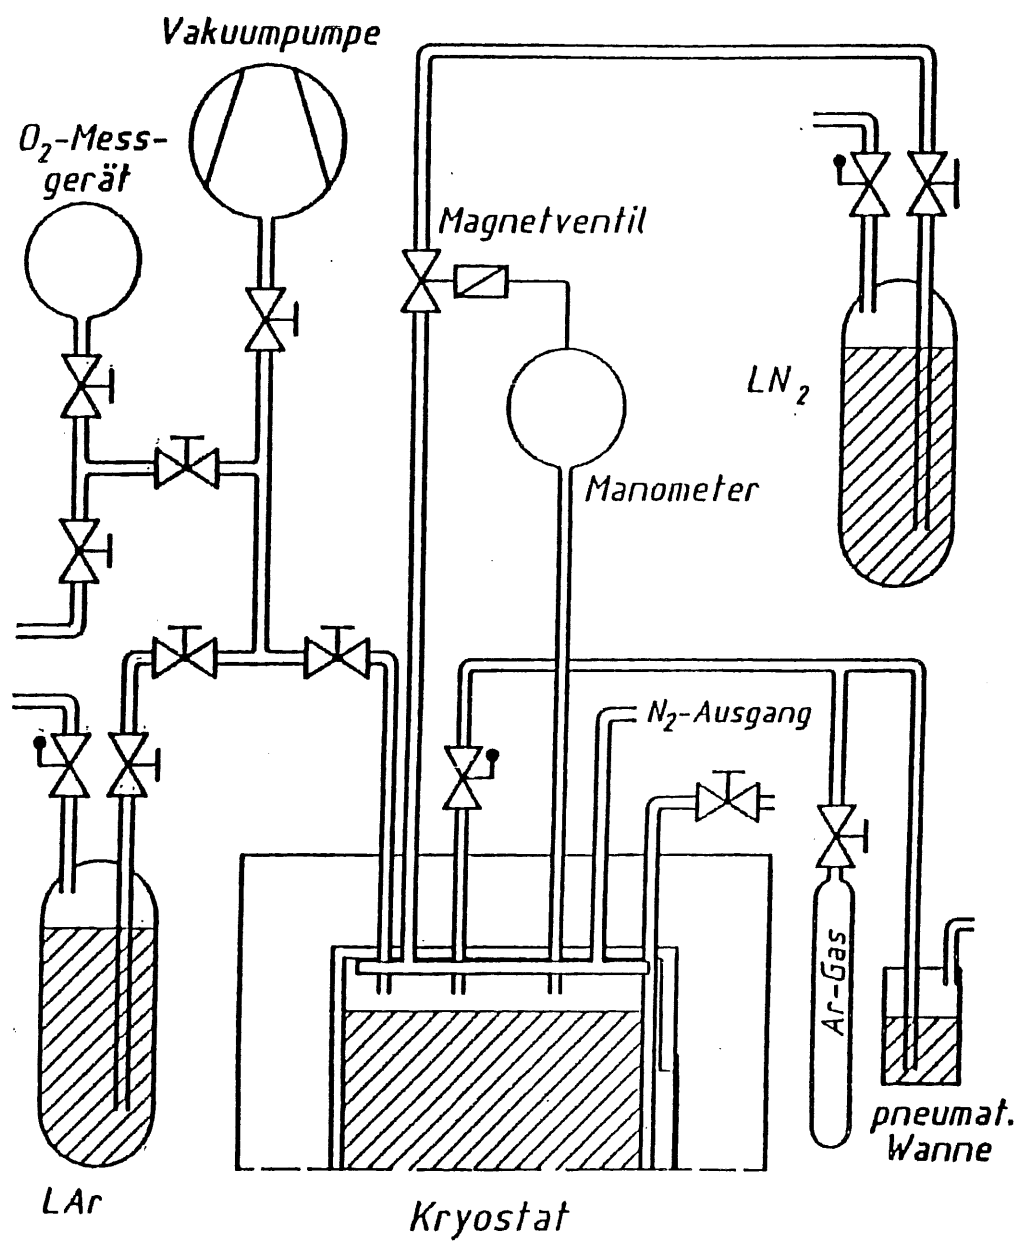 Vakuumpumpe
O₂-Mess-
gerät
Magnetventil
LN₂
Manometer
N₂-Ausgang
Ar-Gas
pneumat.
Wanne
LAr
Kryostat